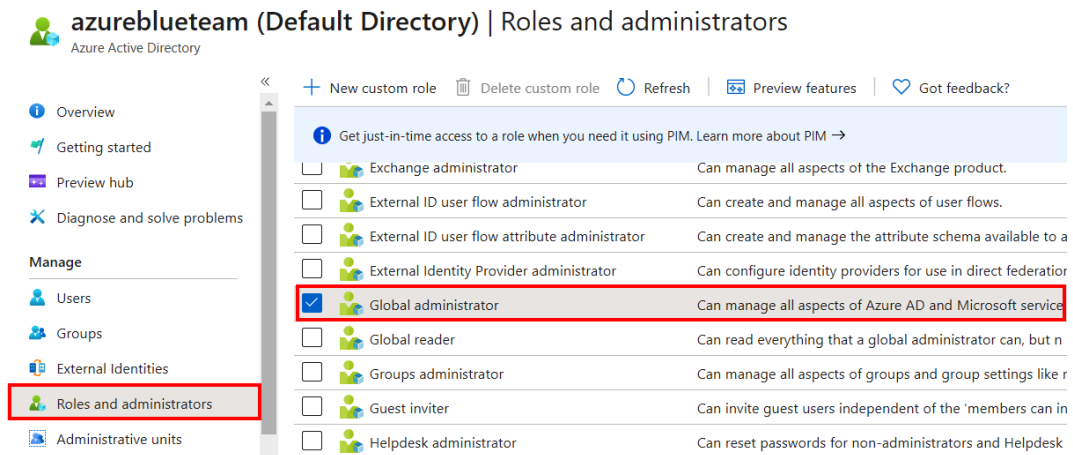 azureblueteam (Default Directory) | Roles and administrators
Azure Active Directory
«
New custom role Delete custom role Refresh Preview features Got feedback?
Overview
Getting started
Preview hub
Diagnose and solve problems
Manage
Users
Groups
External Identities
Roles and administrators
Administrative units
Get just-in-time access to a role when you need it using PIM. Learn more about PIM →
Exchange administrator Can manage all aspects of the Exchange product.
External ID user flow administrator Can create and manage all aspects of user flows.
External ID user flow attribute administrator Can create and manage the attribute schema available to a
External Identity Provider administrator Can configure identity providers for use in direct federation
Global administrator Can manage all aspects of Azure AD and Microsoft service
Global reader Can read everything that a global administrator can, but n
Groups administrator Can manage all aspects of groups and group settings like
Guest inviter Can invite guest users independent of the 'members can in
Helpdesk administrator Can reset passwords for non-administrators and Helpdesk